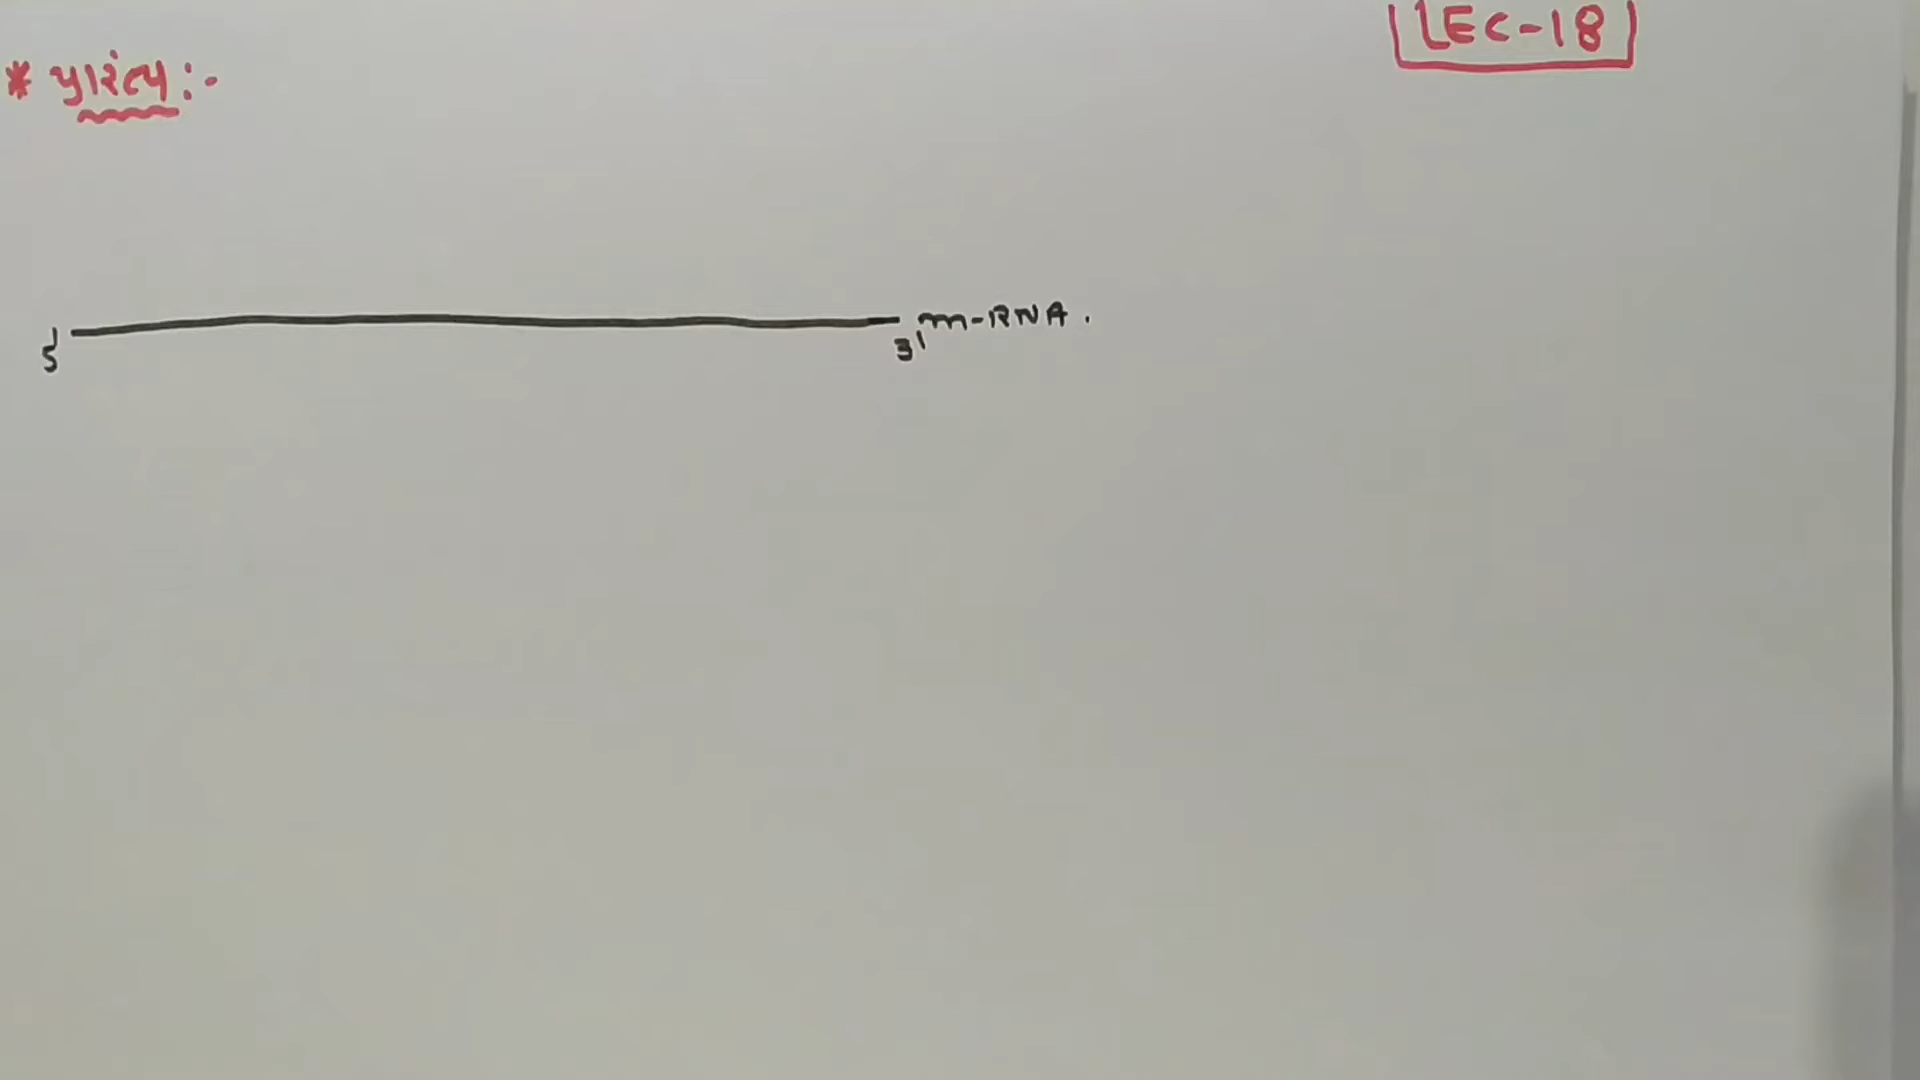 LEC-18
* પ્રારંભ :-
5' 3' m-RNA.